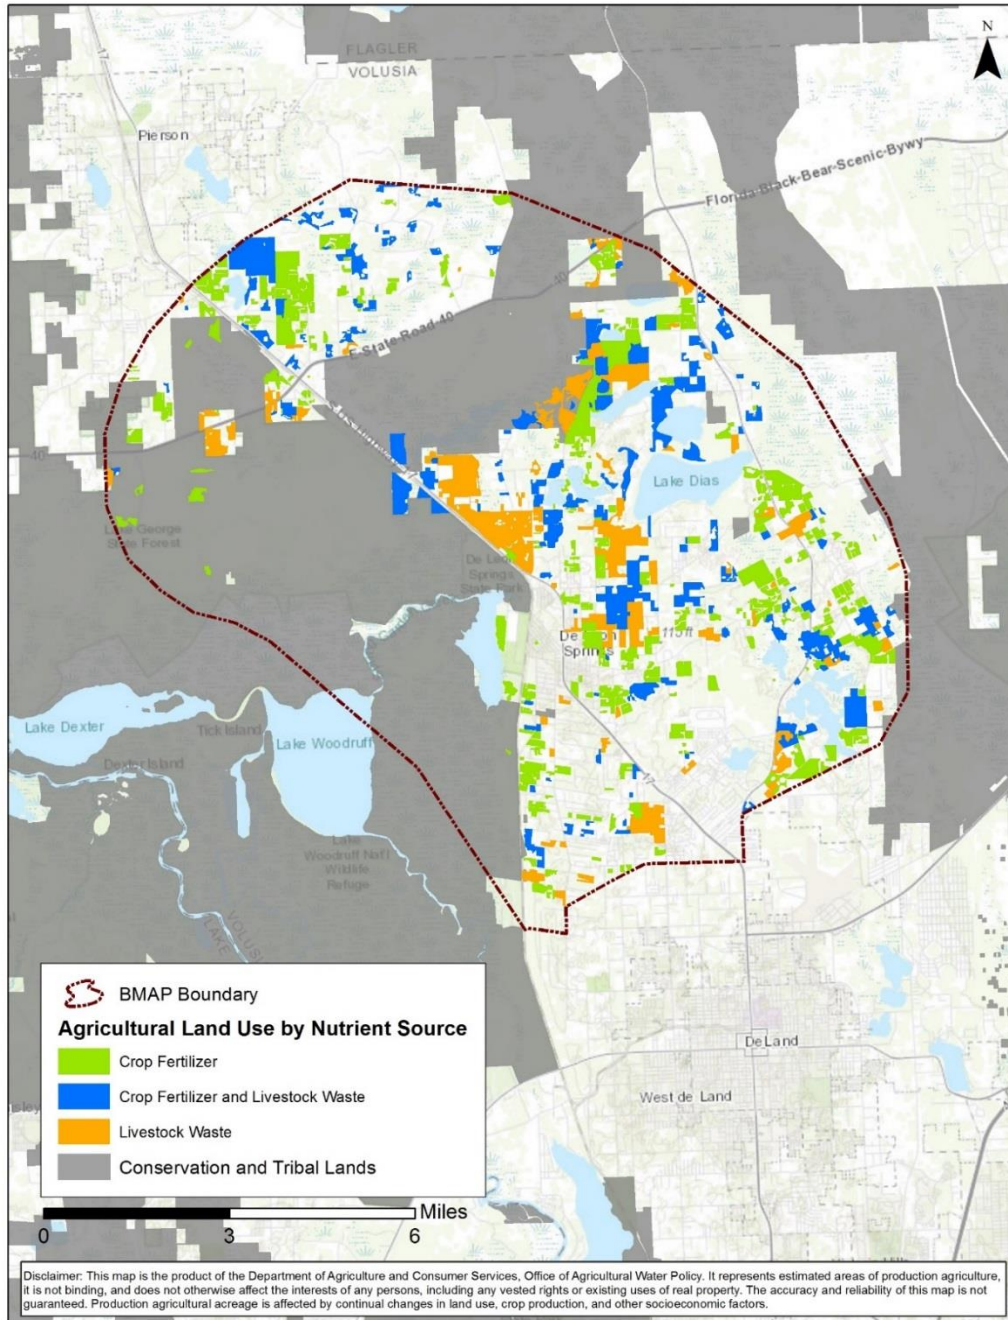 N
17
FLAGLER
VOLUSIA
Pierson
Florida-Black-Bear-Scenic-Bywy
40
E-State-Road-40
40
Lake Dias
Lake George
State Forest
De Leon
Springs
State Park
De Leon
Springs
115ft
Lake Dexter
Tick Island
Lake Woodruff
Dexter Island
17
Lake
Woodruff Nat'l
Wildlife
Refuge
VOLUSIA
LAKE
DeLand
West de Land
BMAP Boundary
Agricultural Land Use by Nutrient Source
Crop Fertilizer
Crop Fertilizer and Livestock Waste
Livestock Waste
Conservation and Tribal Lands
Miles
0 3 6
Disclaimer: This map is the product of the Department of Agriculture and Consumer Services, Office of Agricultural Water Policy. It represents estimated areas of production agriculture,
it is not binding, and does not otherwise affect the interests of any persons, including any vested rights or existing uses of real property. The accuracy and reliability of this map is not
guaranteed. Production agricultural acreage is affected by continual changes in land use, crop production, and other socioeconomic factors.